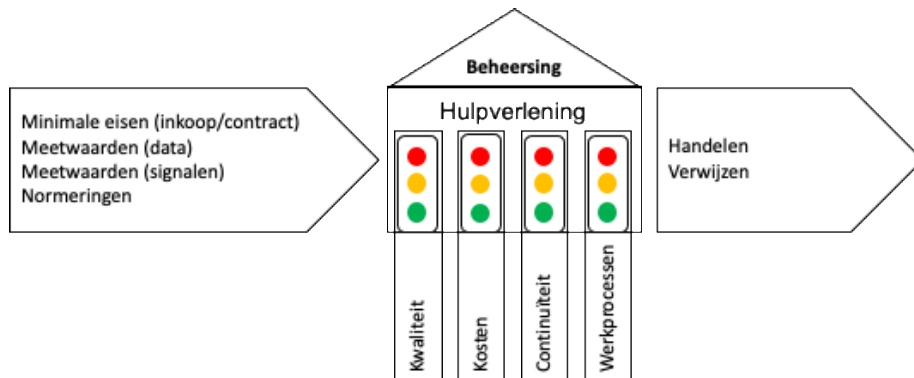 Minimale eisen (inkoop/contract)
Meetwaarden (data)
Meetwaarden (signalen)
Normeringen
Beheersing
Hulpverlening
Kwaliteit
Kosten
Continuïteit
Werkprocessen
Handelen
Verwijzen